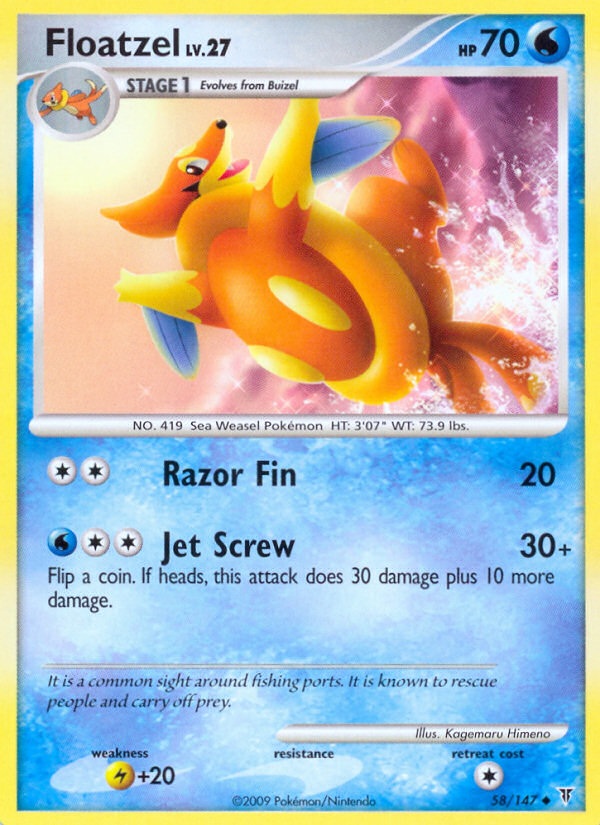 Floatzel LV.27 HP 70
STAGE 1 Evolves from Buizel
NO. 419 Sea Weasel Pokémon HT: 3'07" WT: 73.9 lbs.
Razor Fin 20
Jet Screw 30+
Flip a coin. If heads, this attack does 30 damage plus 10 more
damage.
It is a common sight around fishing ports. It is known to rescue
people and carry off prey.
Illus. Kagemaru Himeno
weakness resistance retreat cost
+20
©2009 Pokémon/Nintendo 58/147